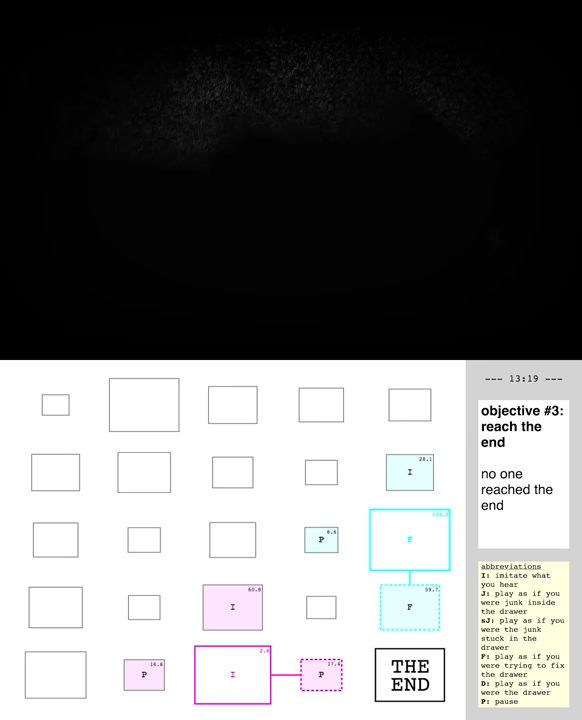 --- 13:19 ---
objective #3:
reach the
end
no one
reached the
end
28.1
I
8.6
P
F
60.8
I
59.7
F
16.6
P
2.0
I
P
THE
END
abbreviations
I: imitate what
you hear
J: play as if you
were junk inside
the drawer
sJ: play as if you
were the junk
stuck in the
drawer
F: play as if you
were trying to fix
the drawer
D: play as if you
were the drawer
P: pause